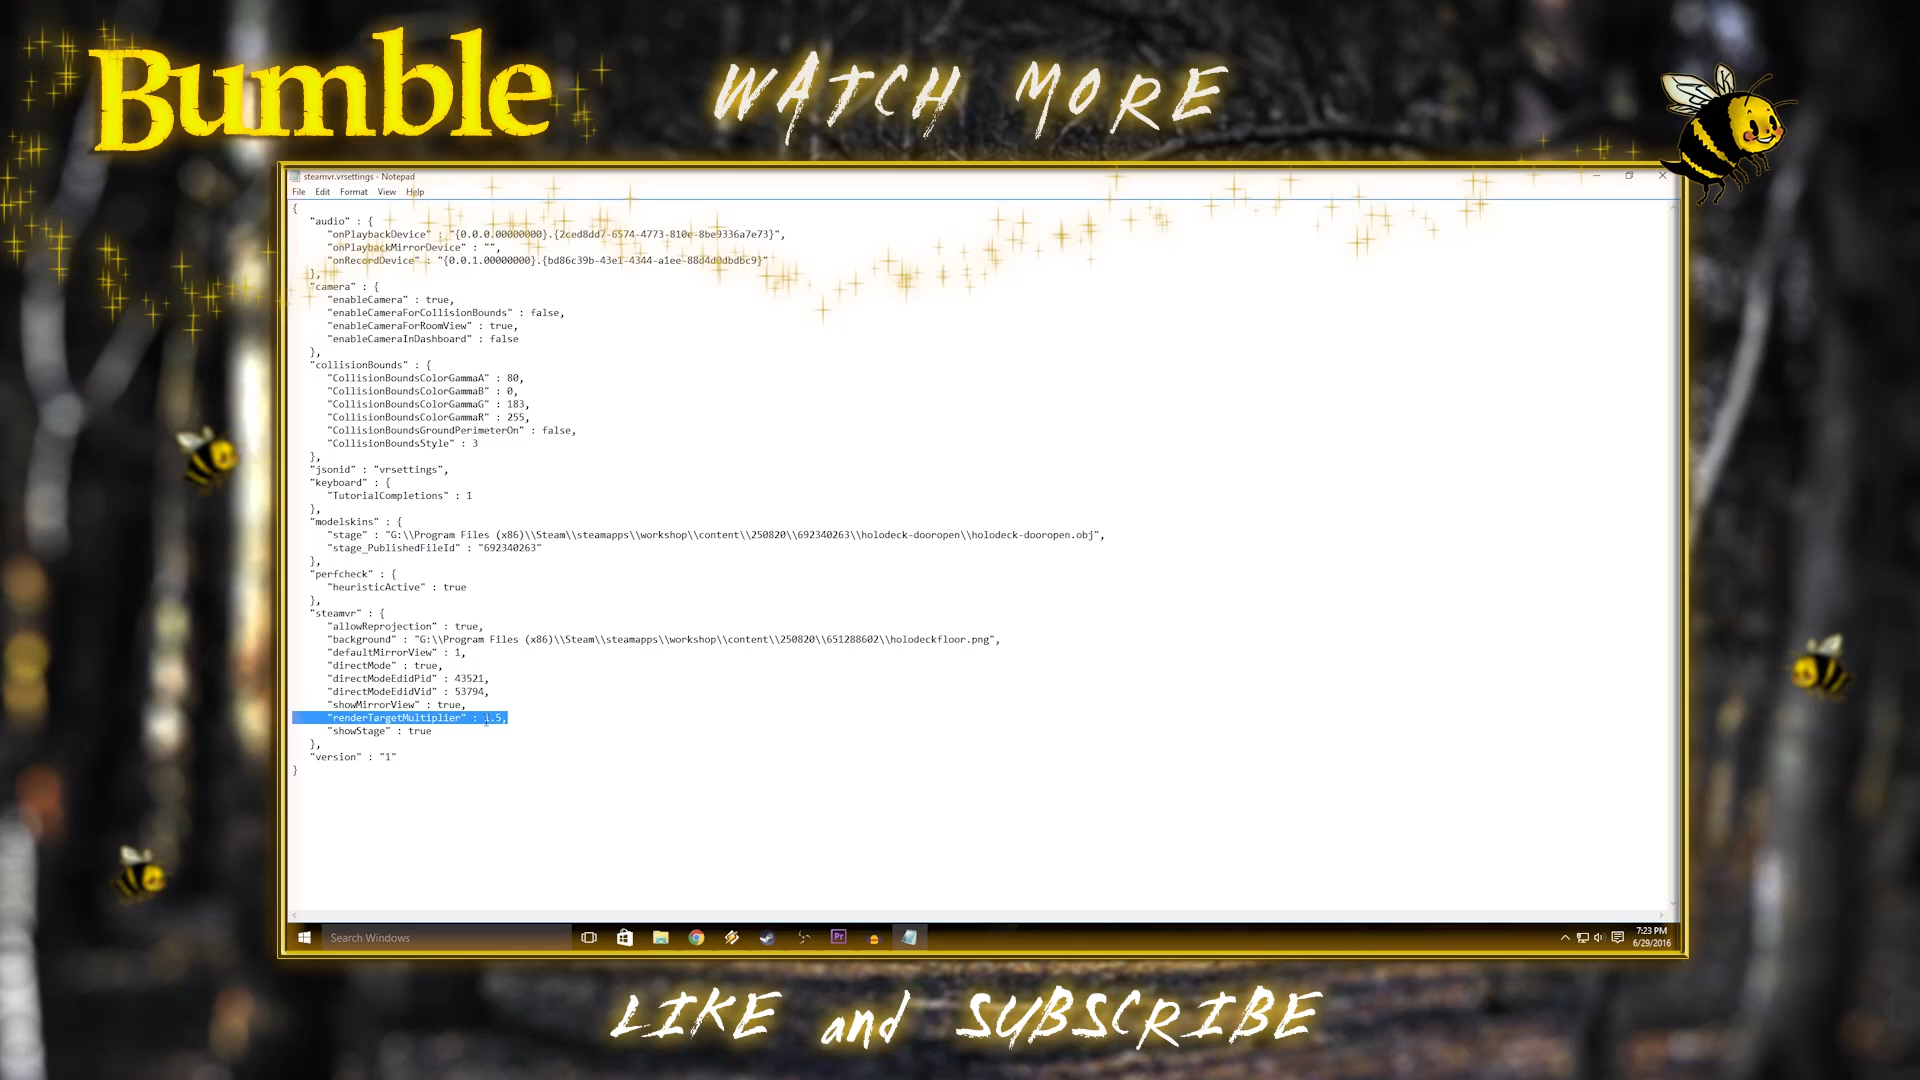 Bumble
WATCH MORE
steamvr.vrsettings - Notepad
File Edit Format View Help
{
"audio" : {
"onPlaybackDevice" : "{0.0.0.00000000}.{2ced8dd7-6574-4773-810e-8be9336a7e73}",
"onPlaybackMirrorDevice" : "",
"onRecordDevice" : "{0.0.1.00000000}.{bd86c39b-43e1-4344-a1ee-88d4d0dbdbc9}"
},
"camera" : {
"enableCamera" : true,
"enableCameraForCollisionBounds" : false,
"enableCameraForRoomView" : true,
"enableCameraInDashboard" : false
},
"collisionBounds" : {
"CollisionBoundsColorGammaA" : 80,
"CollisionBoundsColorGammaB" : 0,
"CollisionBoundsColorGammaG" : 183,
"CollisionBoundsColorGammaR" : 255,
"CollisionBoundsGroundPerimeterOn" : false,
"CollisionBoundsStyle" : 3
},
"jsonid" : "vrsettings",
"keyboard" : {
"TutorialCompletions" : 1
},
"modelskins" : {
"stage" : "G:\\Program Files (x86)\\Steam\\steamapps\\workshop\\content\\250820\\692340263\\holodeck-dooropen\\holodeck-dooropen.obj",
"stage_PublishedFileId" : "692340263"
},
"perfcheck" : {
"heuristicActive" : true
},
"steamvr" : {
"allowReprojection" : true,
"background" : "G:\\Program Files (x86)\\Steam\\steamapps\\workshop\\content\\250820\\651288602\\holodeckfloor.png",
"defaultMirrorView" : 1,
"directMode" : true,
"directModeEdidPid" : 43521,
"directModeEdidVid" : 53794,
"showMirrorView" : true,
"renderTargetMultiplier" : 1.5,
"showStage" : true
},
"version" : "1"
}
Search Windows
Pr
7:23 PM
6/29/2016
LIKE and SUBSCRIBE